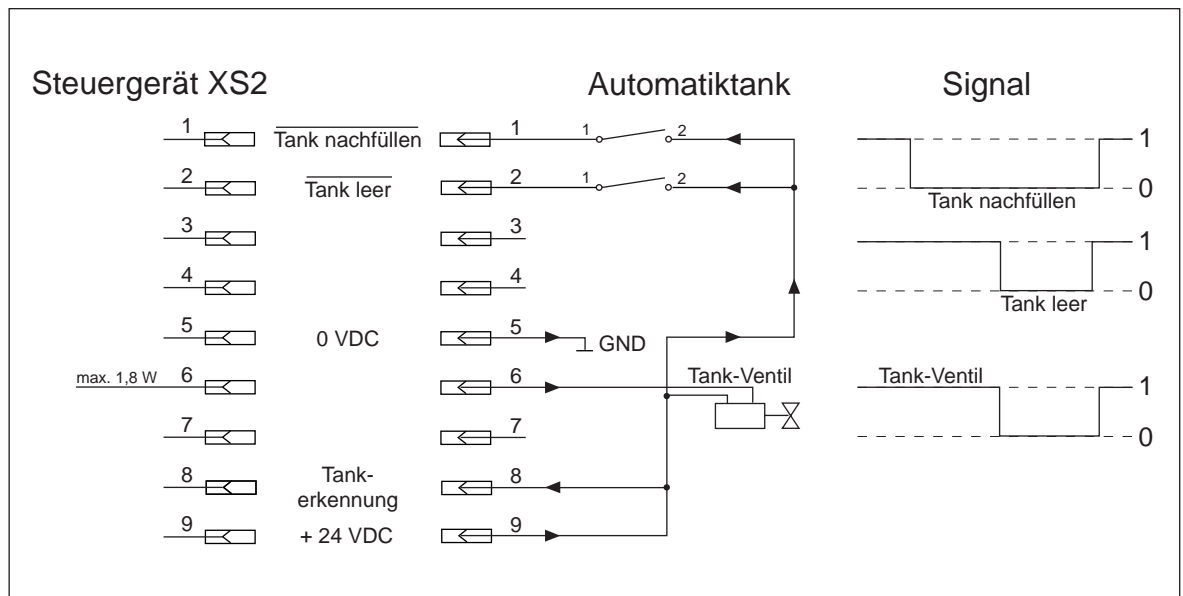 Steuergerät XS2 Automatiktank Signal
1 Tank nachfüllen 1 1 2 1
0
Tank nachfüllen
2 Tank leer 2 1 2
3 3 1
4 4 0
Tank leer
5 0 VDC 5 GND
max. 1,8 W 6 6 Tank-Ventil Tank-Ventil 1
7 7 0
8 Tank-
erkennung 8
9 + 24 VDC 9